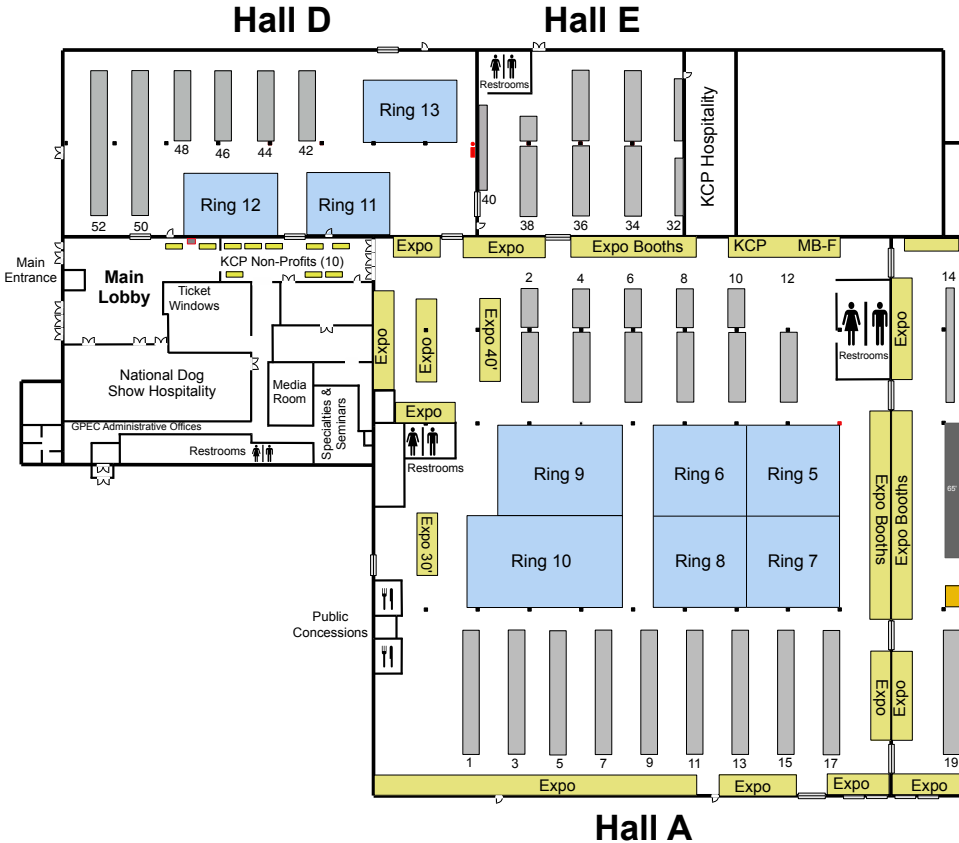 Hall D
Hall E
Restrooms
Ring 13
KCP Hospitality
48
46
44
42
40
Ring 12
Ring 11
52
50
38
36
34
32
Main
Entrance
Main
Lobby
KCP Non-Profits (10)
Expo
Expo
Expo Booths
KCP
MB-F
Ticket
Windows
2
4
6
8
10
12
14
Expo
Expo
Expo 40'
Restrooms
Expo
National Dog
Show Hospitality
Media
Room
Specialties &
Seminars
Expo
GPEC Administrative Offices
Restrooms
Restrooms
Ring 9
Ring 6
Ring 5
65'
Expo 30'
Ring 10
Ring 8
Ring 7
Expo Booths
Expo Booths
Public
Concessions
Expo
Expo
1
3
5
7
9
11
13
15
17
19
Expo
Expo
Expo
Expo
Hall A